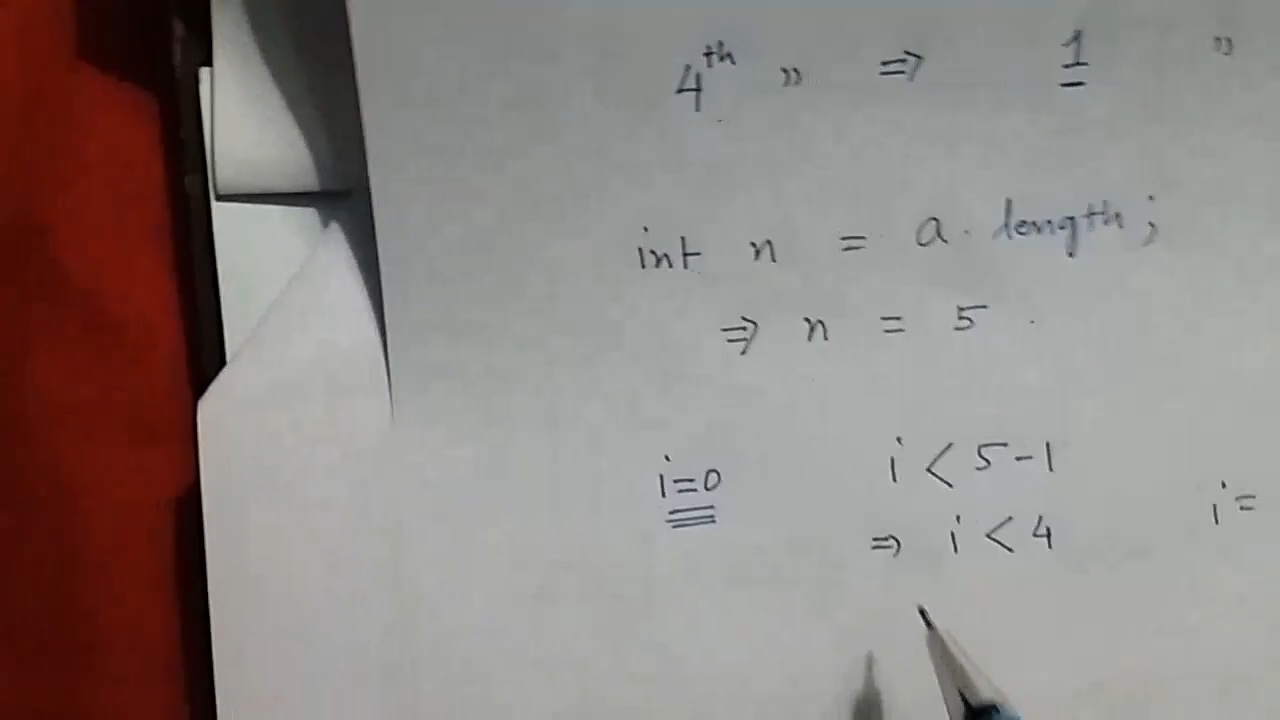 4th " ⇒ 1 "
int n = a. length;
⇒ n = 5.
i=0 i < 5-1 i=
⇒ i < 4